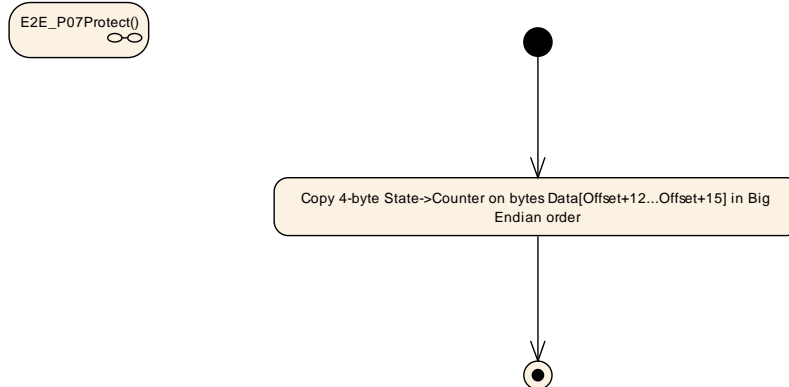 E2E_P07Protect()
Copy 4-byte State->Counter on bytes Data[Offset+12...Offset+15] in Big
Endian order